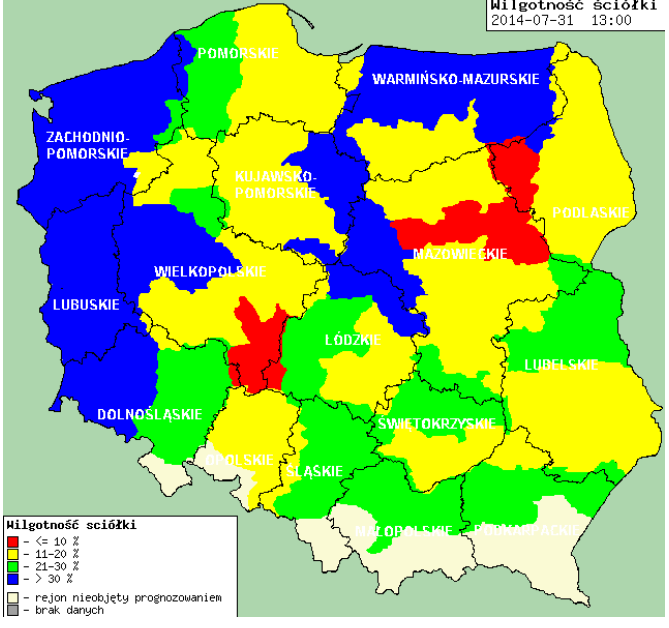 Wilgotność ściółki
2014-07-31 13:00
POMORSKIE
WARMIŃSKO-MAZURSKIE
ZACHODNIO-
POMORSKIE
KUJAWSKO-
POMORSKIE
PODLASKIE
MAZOWIECKIE
WIELKOPOLSKIE
LUBUSKIE
ŁÓDZKIE
LUBELSKIE
DOLNOŚLĄSKIE
ŚWIĘTOKRZYSKIE
OPOLSKIE
ŚLĄSKIE
MAŁOPOLSKIE
PODKARPACKIE
Wilgotność sciółki
- <= 10 %
- 11-20 %
- 21-30 %
- > 30 %
- rejon nieobjęty prognozowaniem
- brak danych